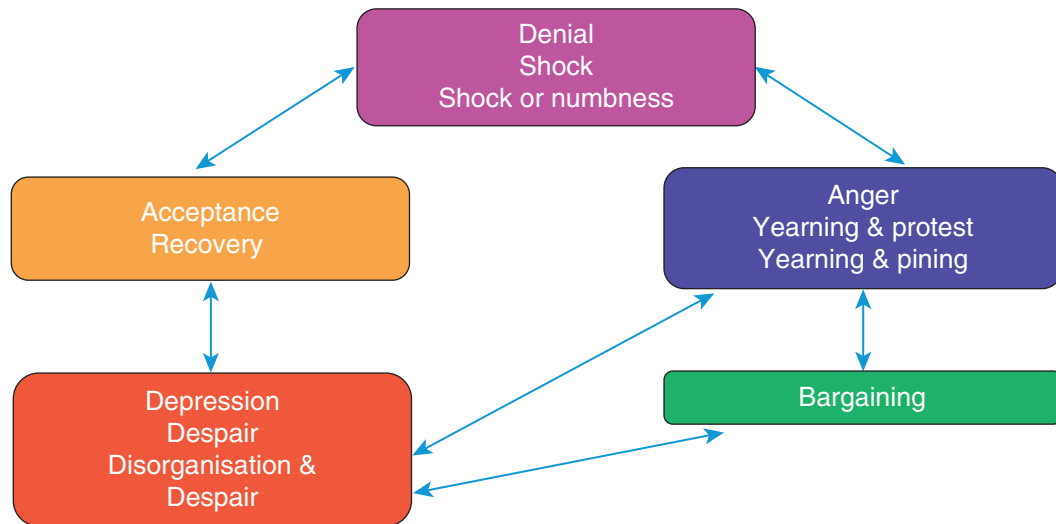 Denial
Shock
Shock or numbness
Acceptance
Recovery
Anger
Yearning & protest
Yearning & pining
Depression
Despair
Disorganisation &
Despair
Bargaining